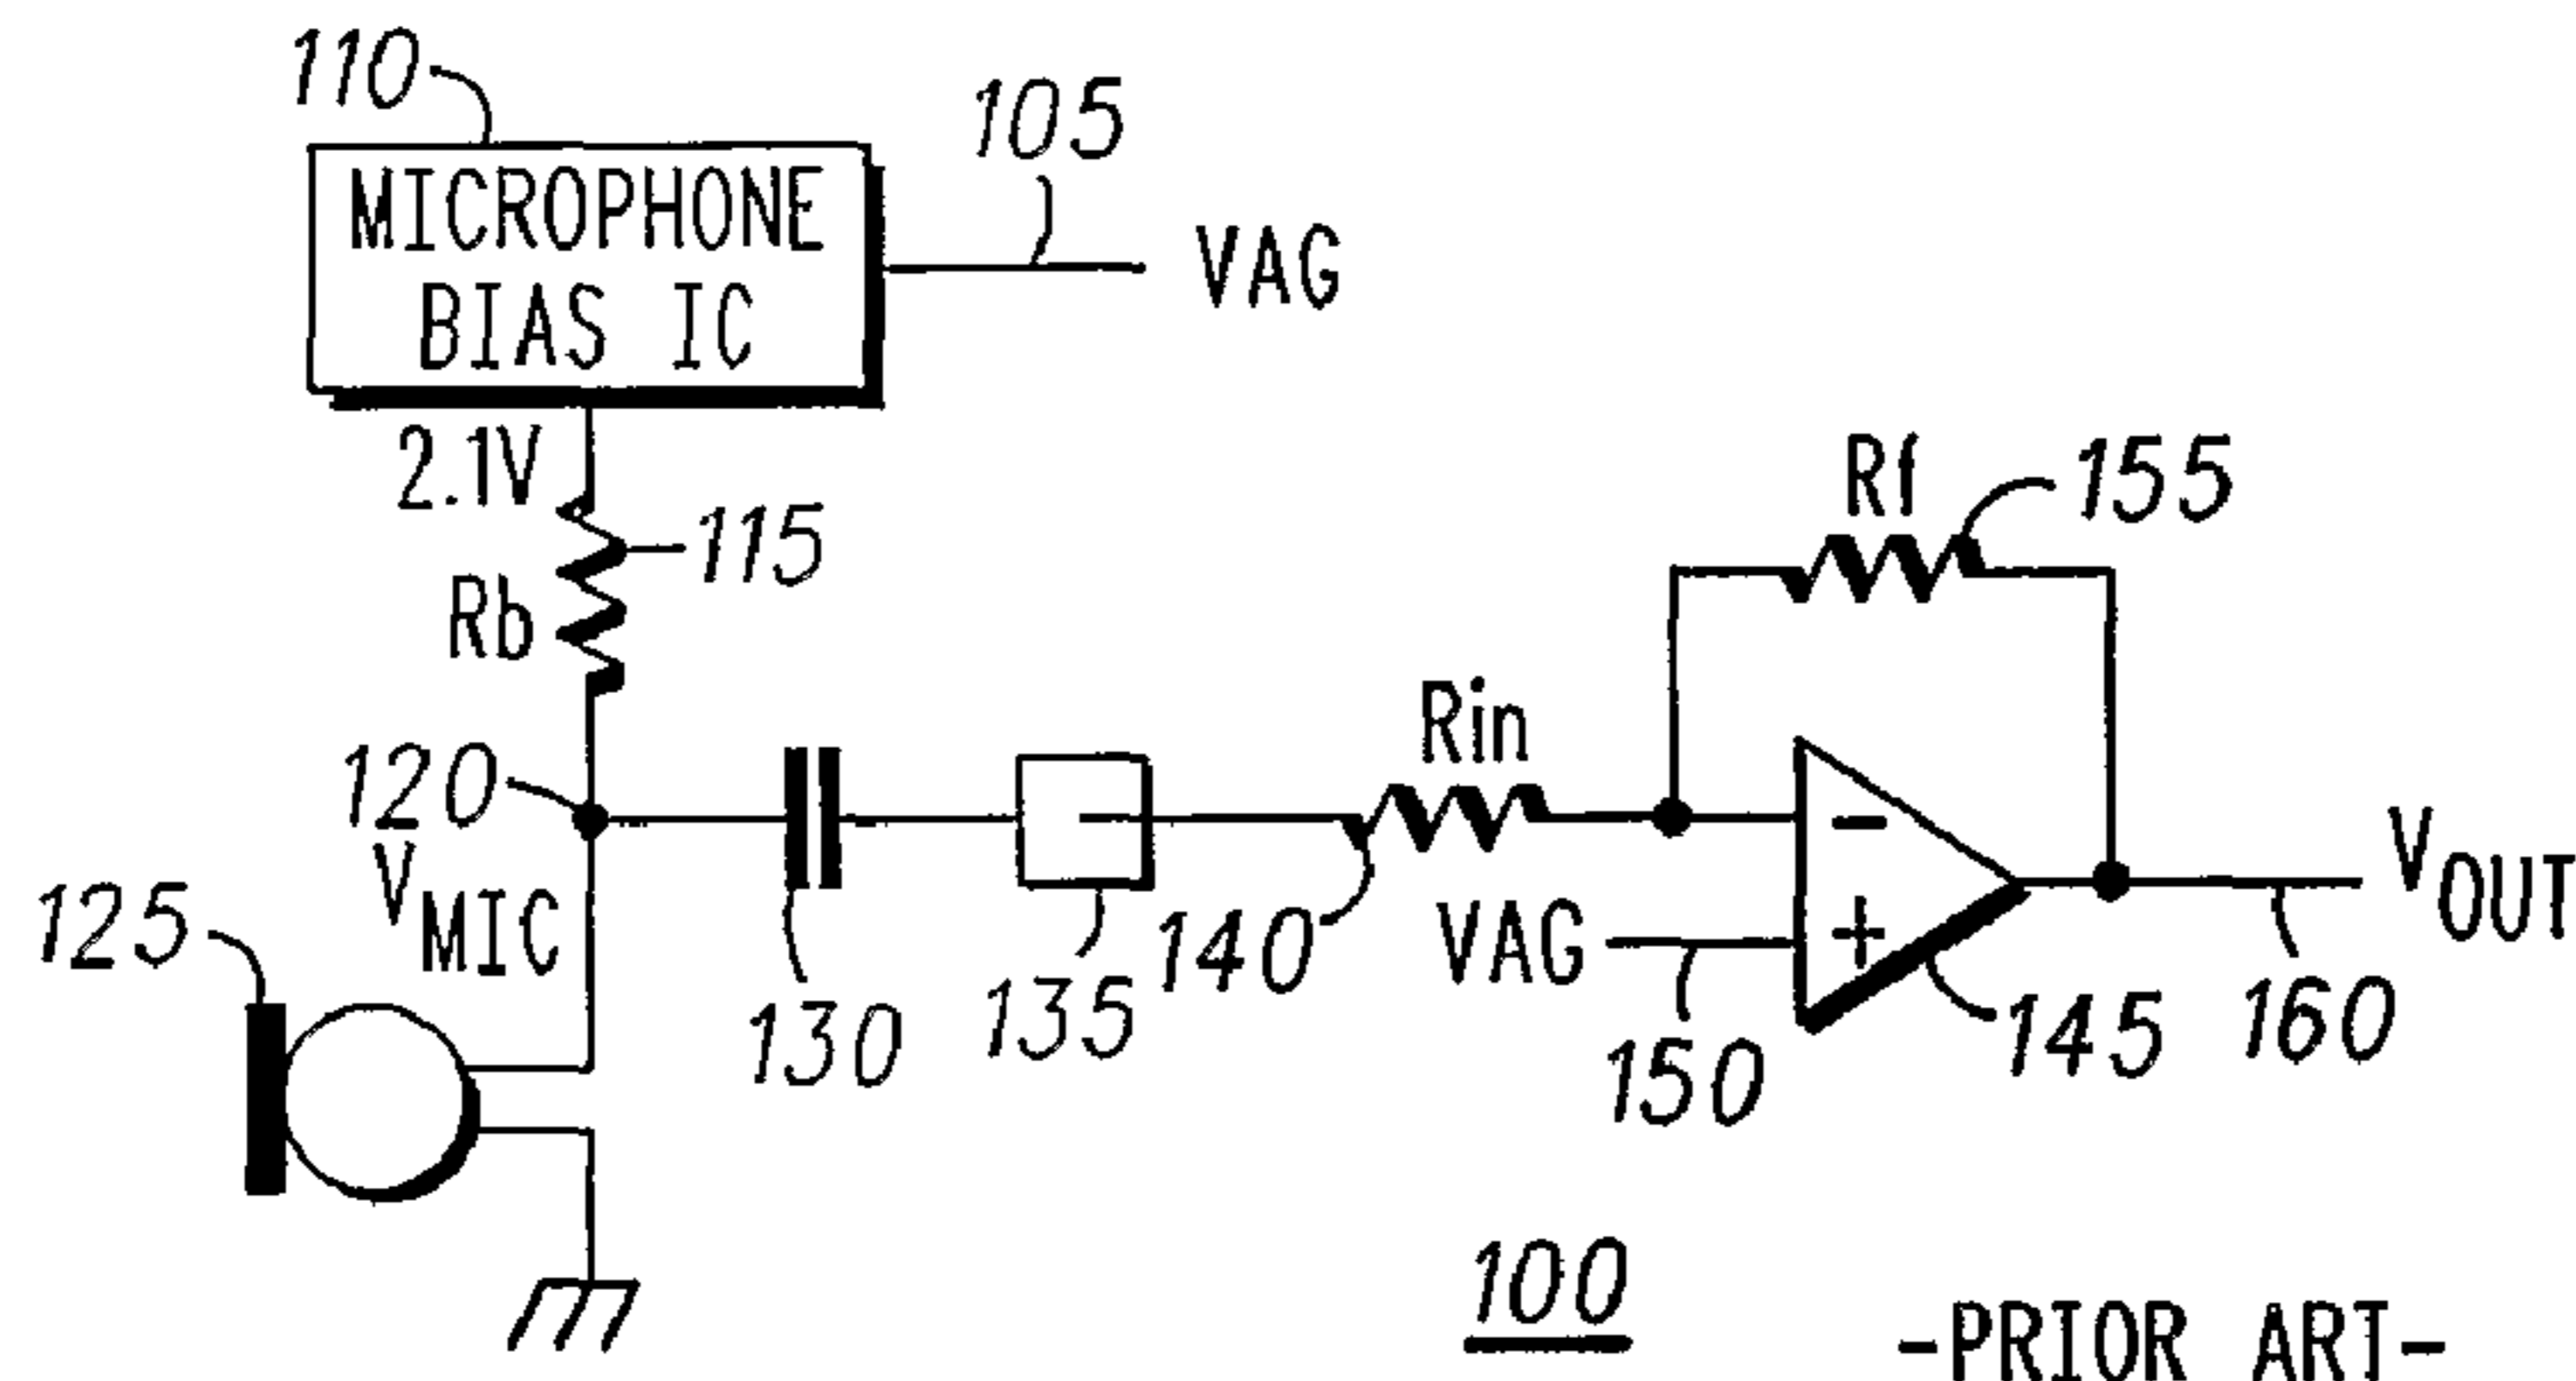 110
105
MICROPHONE
BIAS IC
VAG
2.1V
115
Rb
Rf
155
Rin
120
VMIC
125
130
135
140
VAG
150
145
VOUT
160
100
-PRIOR ART-